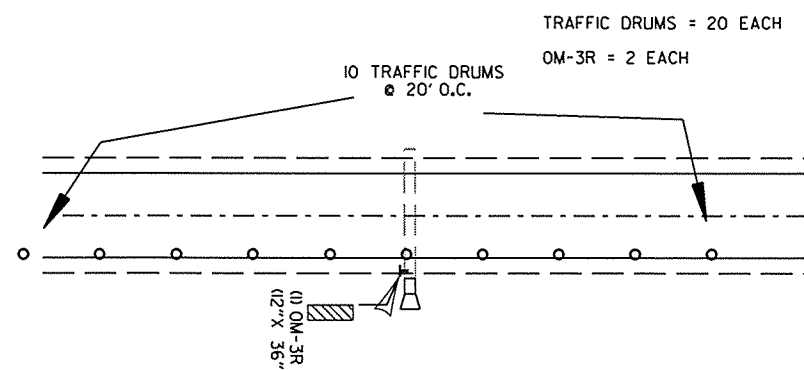 TRAFFIC DRUMS = 20 EACH
OM-3R = 2 EACH
10 TRAFFIC DRUMS
@ 20' O.C.
(1) OM-3R
(12"X 36"